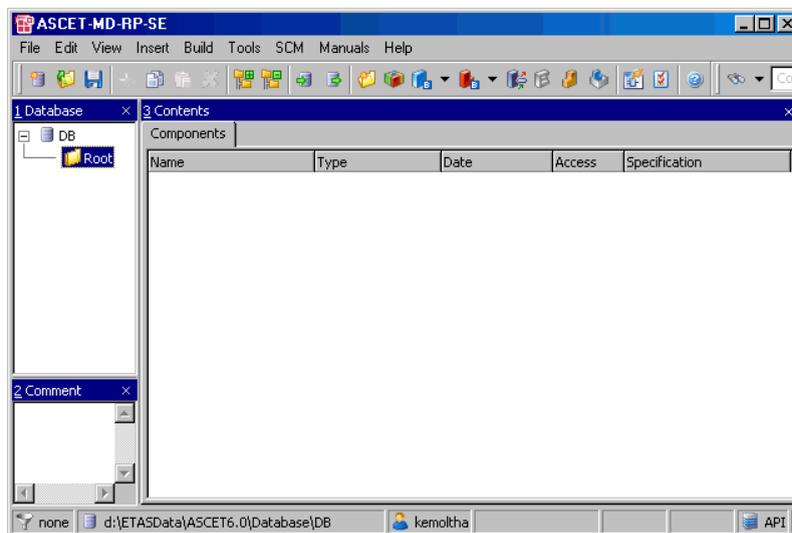 ASCET-MD-RP-SE
File Edit View Insert Build Tools SCM Manuals Help
1 Database
3 Contents
DB
Root
Components
Name Type Date Access Specification
2 Comment
none d:\ETASData\ASCET6.0\Database\DB kemoltha API